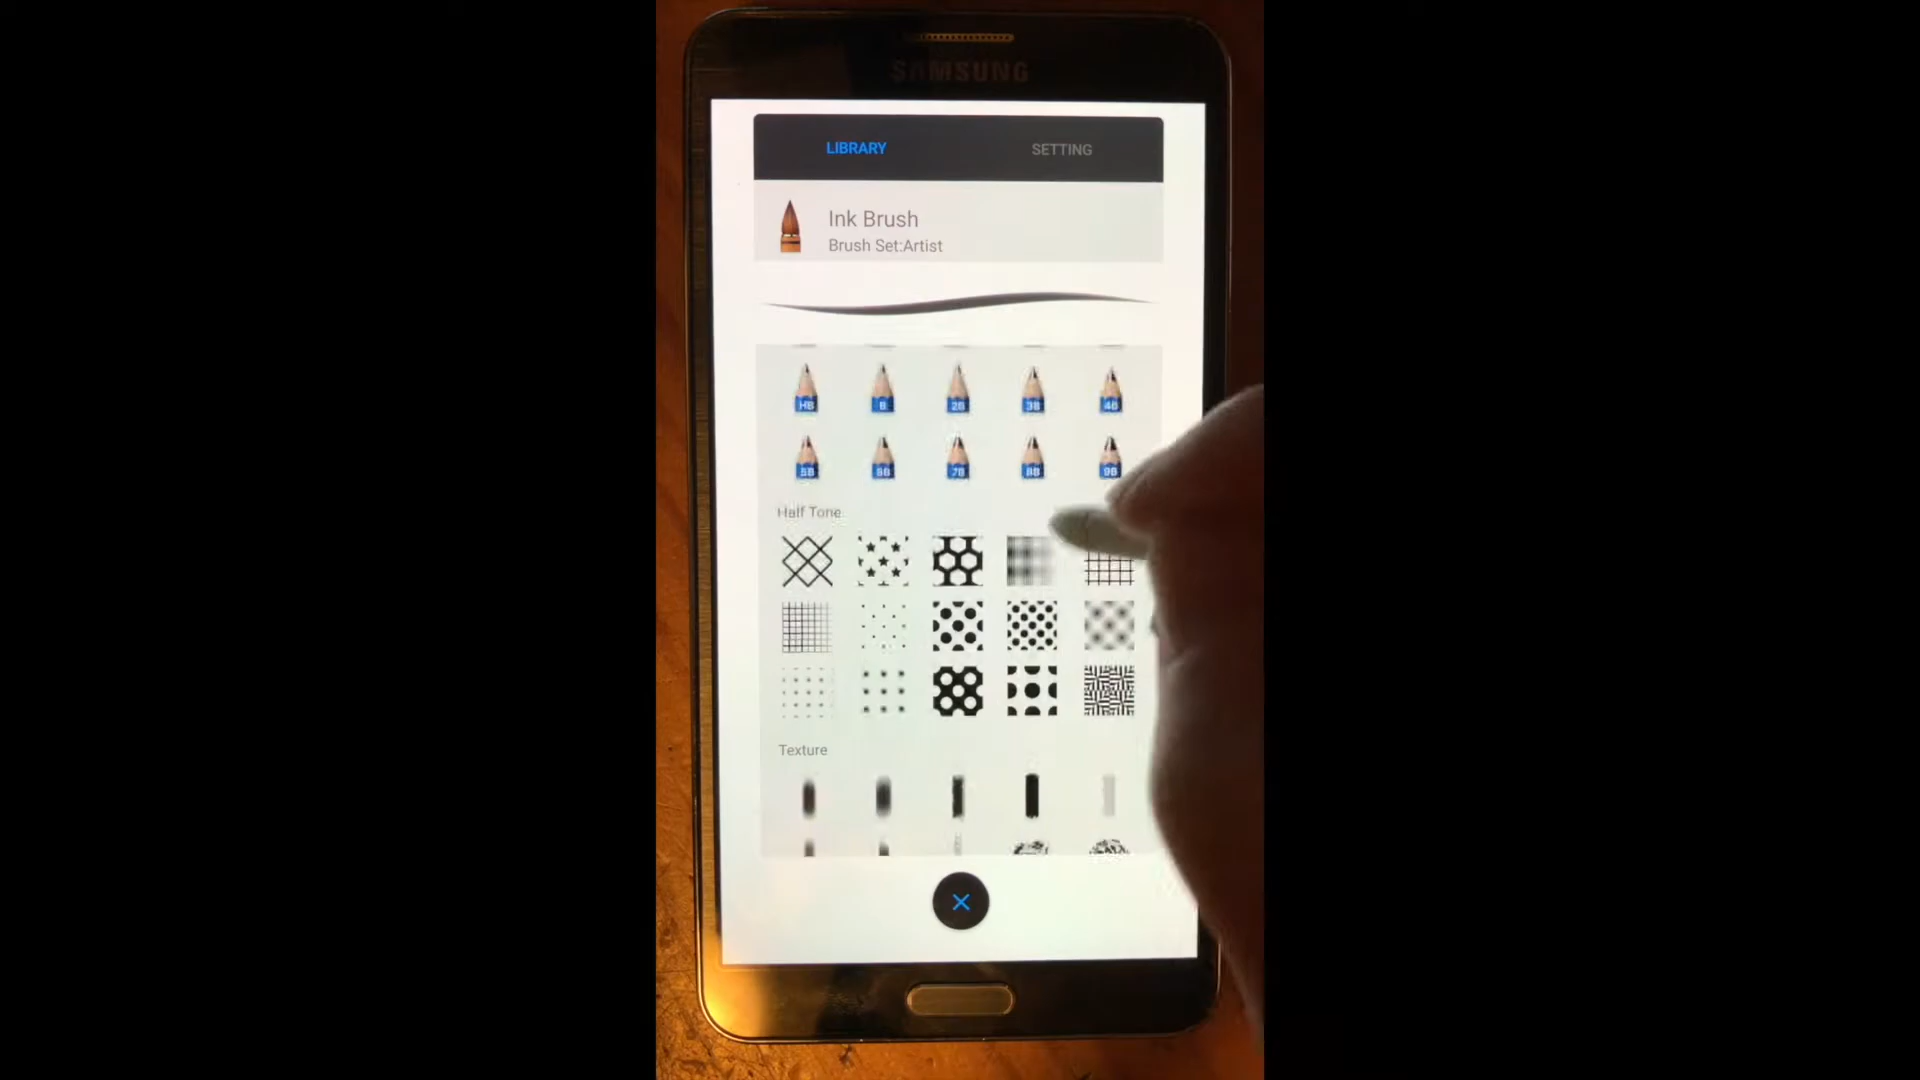 SAMSUNG
LIBRARY
SETTING
Ink Brush
Brush Set:Artist
HB
B
2B
3B
4B
5B
6B
7B
8B
9B
Half Tone
Texture